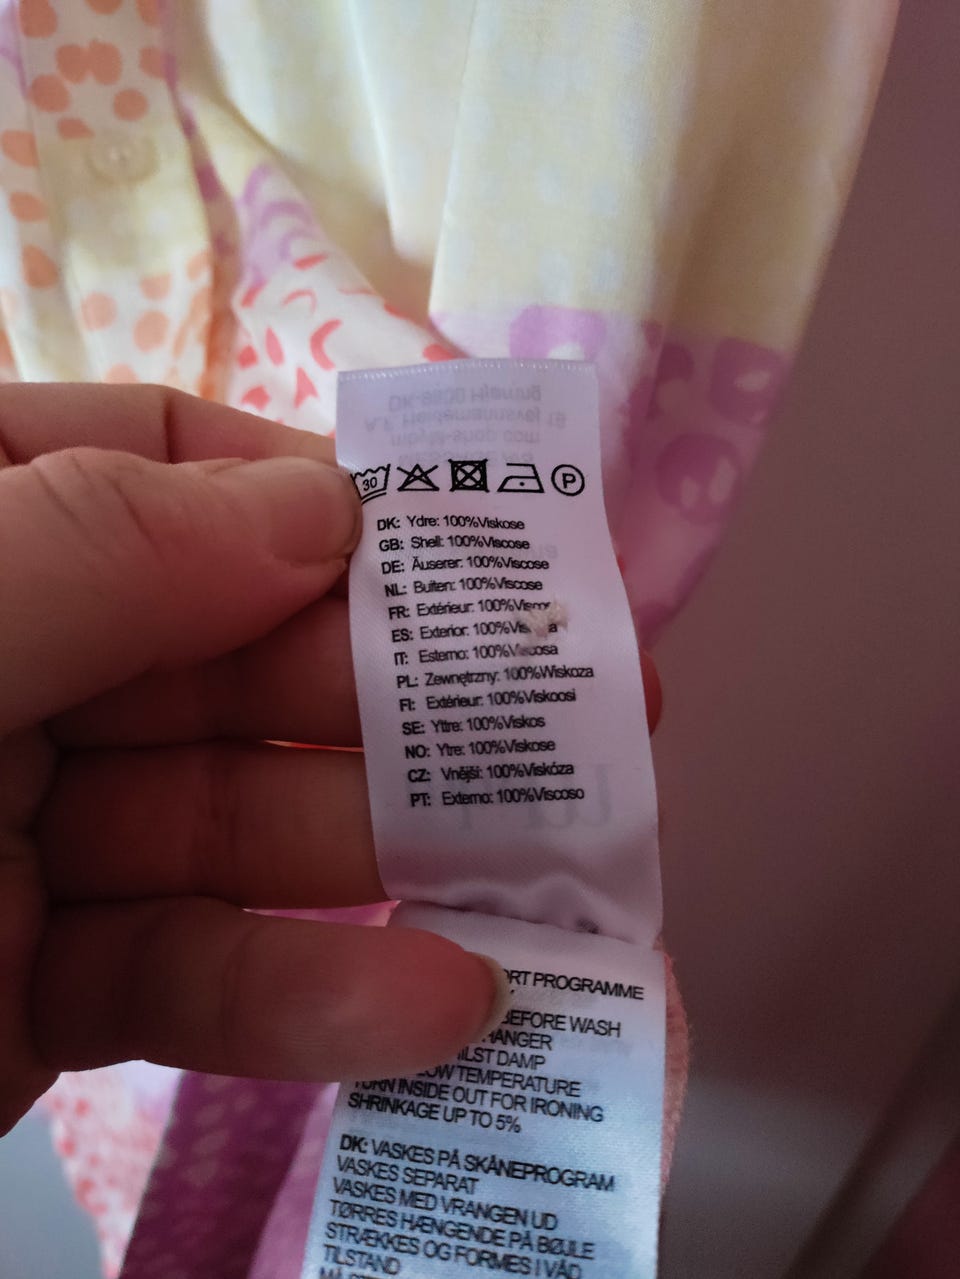 30
P
DK: Ydre: 100%Viskose
GB: Shell: 100%Viscose
DE: Äuserer: 100%Viscose
NL: Buiten: 100%Viscose
FR: Extérieur: 100%
ES: Exterior: 100%
IT: Esterno: 100%
PL: Zewnętrzny: 100%Wiskoza
FI: Extérieur: 100%Viskoosi
SE: Yttre: 100%Viskos
NO: Ytre: 100%Viskose
CZ: Vnější: 100%Viskóza
PT: Externo: 100%Viscoso
PROGRAMME
BEFORE WASH
HANGER
DAMP
LOW TEMPERATURE
TURN INSIDE OUT FOR IRONING
SHRINKAGE UP TO 5%
DK: VASKES PÅ SKÅNEPROGRAM
VASKES SEPARAT
VASKES MED VRANGEN UD
TØRRES HÆNGENDE PÅ BØJLE
STRÆKKES OG FORMES I VÅD
TILSTAND